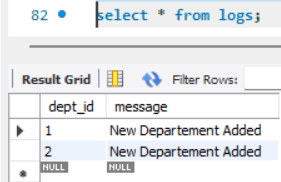 82 select * from logs;
Result Grid Filter Rows:
dept_id message
1 New Departement Added
2 New Departement Added
NULL NULL